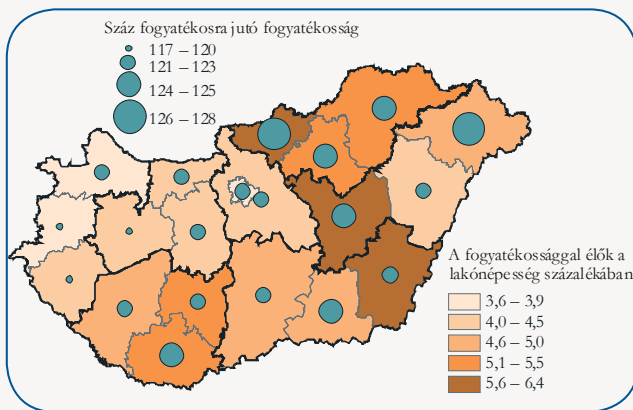 Száz fogyatékosra jutó fogyatékosság
117 – 120
121 – 123
124 – 125
126 – 128
A fogyatékossággal élők a
lakónépesség százalékában
3,6 – 3,9
4,0 – 4,5
4,6 – 5,0
5,1 – 5,5
5,6 – 6,4